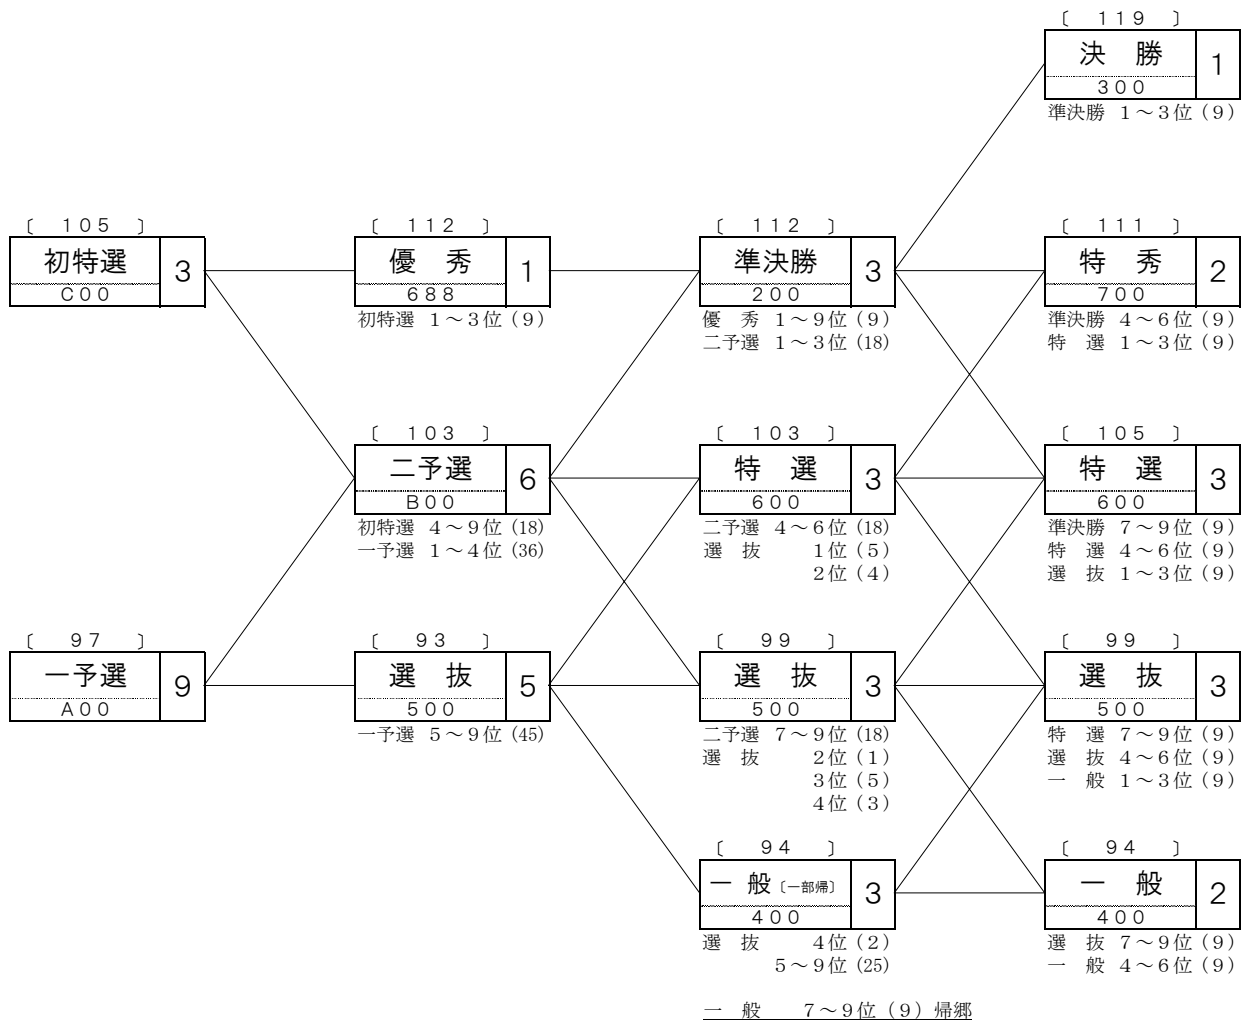 〔 119 〕
決 勝
1
300
準決勝 1～3位(9)
〔 105 〕
初特選
3
C00
〔 112 〕
優 秀
1
688
初特選 1～3位(9)
〔 112 〕
準決勝
3
200
優 秀 1～9位(9)
二予選 1～3位(18)
〔 111 〕
特 秀
2
700
準決勝 4～6位(9)
特 選 1～3位(9)
〔 103 〕
二予選
6
B00
初特選 4～9位(18)
一予選 1～4位(36)
〔 103 〕
特 選
3
600
二予選 4～6位(18)
選 抜 1位(5)
2位(4)
〔 105 〕
特 選
3
600
準決勝 7～9位(9)
特 選 4～6位(9)
選 抜 1～3位(9)
〔 97 〕
一予選
9
A00
〔 93 〕
選 抜
5
500
一予選 5～9位(45)
〔 99 〕
選 抜
3
500
二予選 7～9位(18)
選 抜 2位(1)
3位(5)
4位(3)
〔 99 〕
選 抜
3
500
特 選 7～9位(9)
選 抜 4～6位(9)
一 般 1～3位(9)
〔 94 〕
一 般〔一部帰〕
3
400
選 抜 4位(2)
5～9位(25)
〔 94 〕
一 般
2
400
選 抜 7～9位(9)
一 般 4～6位(9)
一 般 7～9位(9)帰郷